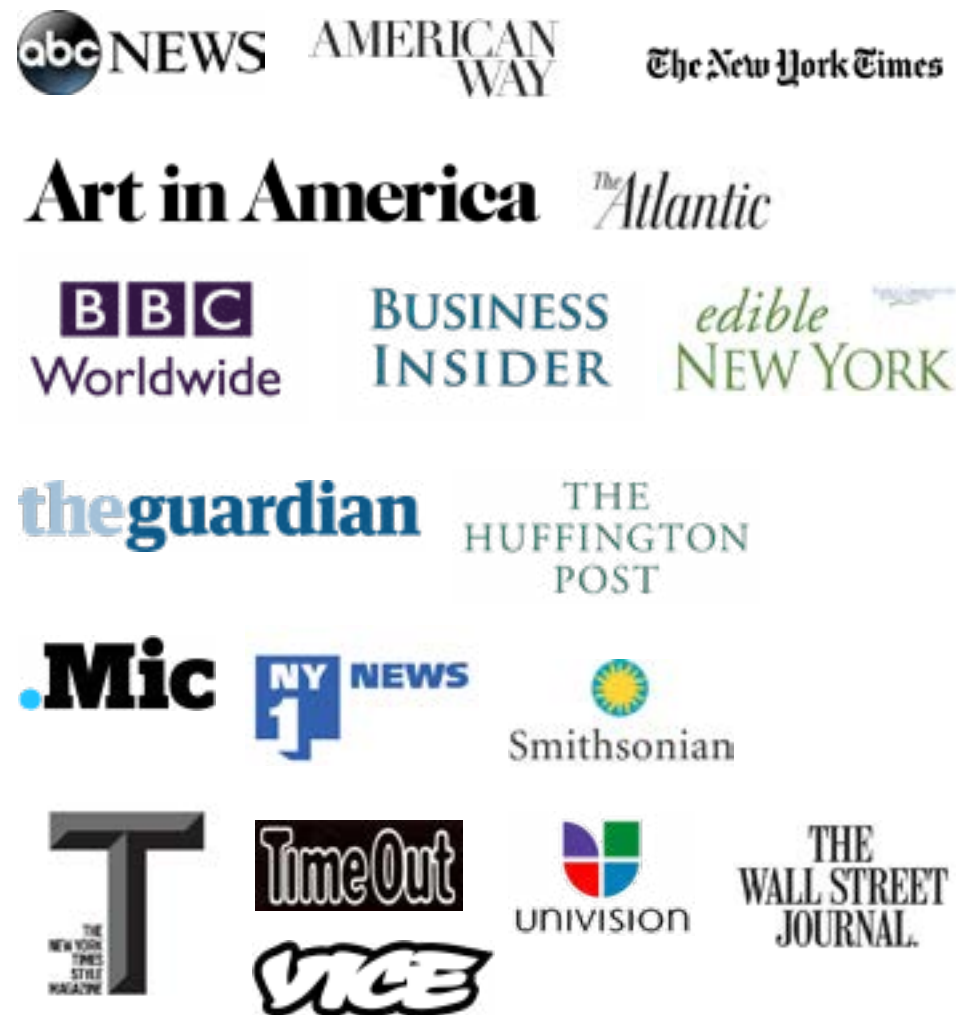 abc NEWS
AMERICAN
WAY
The New York Times
Art in America
The Atlantic
BBC
Worldwide
BUSINESS
INSIDER
edible
NEW YORK
theguardian
THE
HUFFINGTON
POST
.Mic
NY
1
NEWS
Smithsonian
T
THE
NEW YORK
TIMES
STYLE
MAGAZINE
TimeOut
UNIVISION
THE
WALL STREET
JOURNAL.
VICE